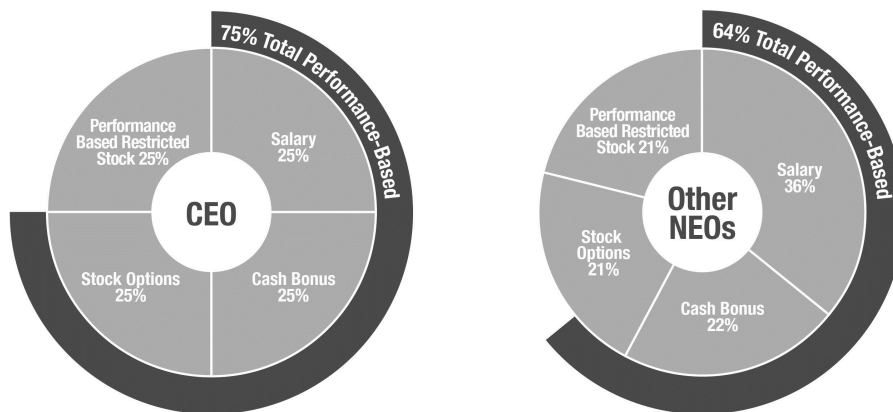 75% Total Performance-Based
Performance
Based Restricted
Stock 25%
Salary
25%
CEO
Stock Options
25%
Cash Bonus
25%
64% Total Performance-Based
Performance
Based Restricted
Stock 21%
Salary
36%
Other
NEOs
Stock
Options
21%
Cash Bonus
22%